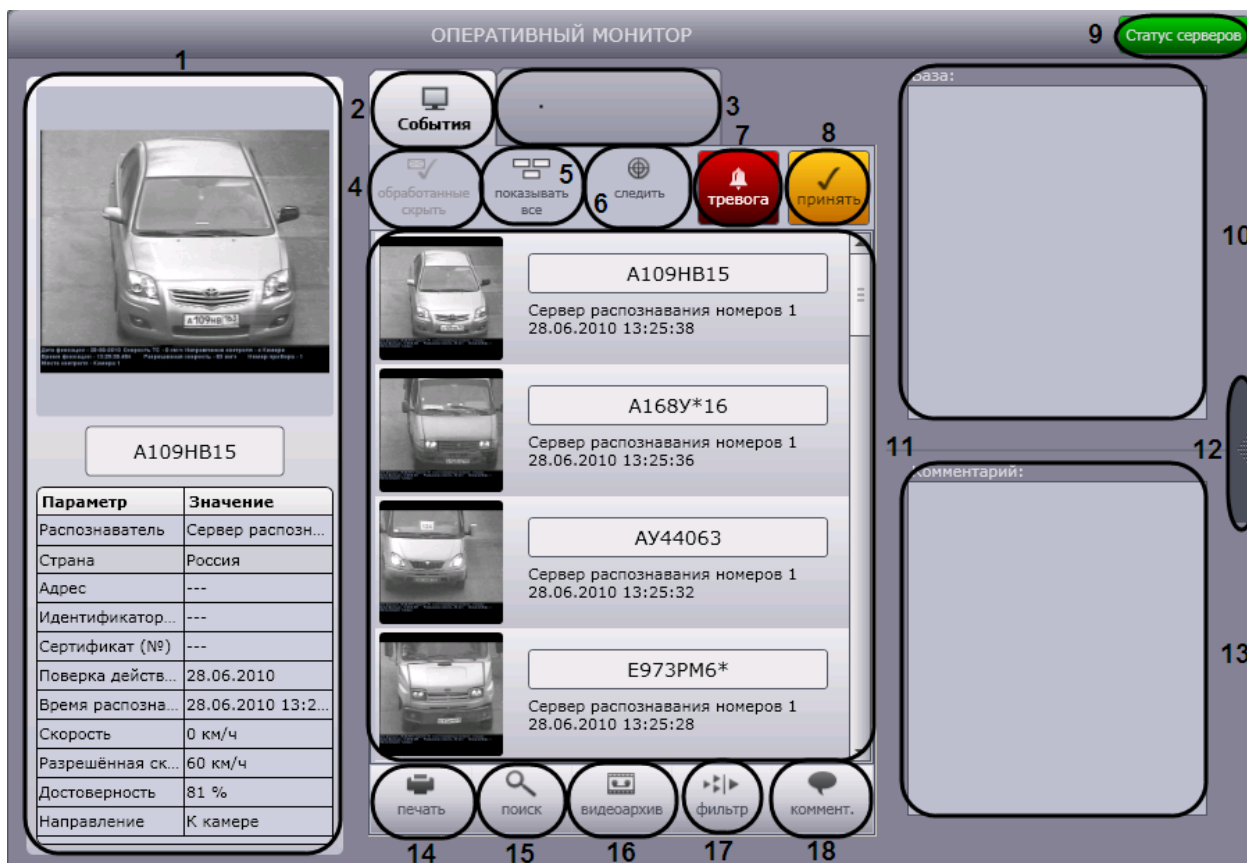 ОПЕРАТИВНЫЙ МОНИТОР
9
Статус серверов
1
2
События
3
4
обработанные
скрыть
показывать
все
5
6
следить
7
тревога
8
принять
A109HB15
Параметр Значение
Распознаватель Сервер распозн...
Страна Россия
Адрес ---
Идентификатор... ---
Сертификат (№) ---
Поверка действ... 28.06.2010
Время распозна... 28.06.2010 13:2...
Скорость 0 км/ч
Разрешённая ск... 60 км/ч
Достоверность 81 %
Направление К камере
A109HB15
Сервер распознавания номеров 1
28.06.2010 13:25:38
A168У*16
Сервер распознавания номеров 1
28.06.2010 13:25:36
АУ44063
Сервер распознавания номеров 1
28.06.2010 13:25:32
E973PM6*
Сервер распознавания номеров 1
28.06.2010 13:25:28
печать
поиск
видеоархив
фильтр
коммент.
14
15
16
17
18
База:
10
11
12
Комментарий:
13